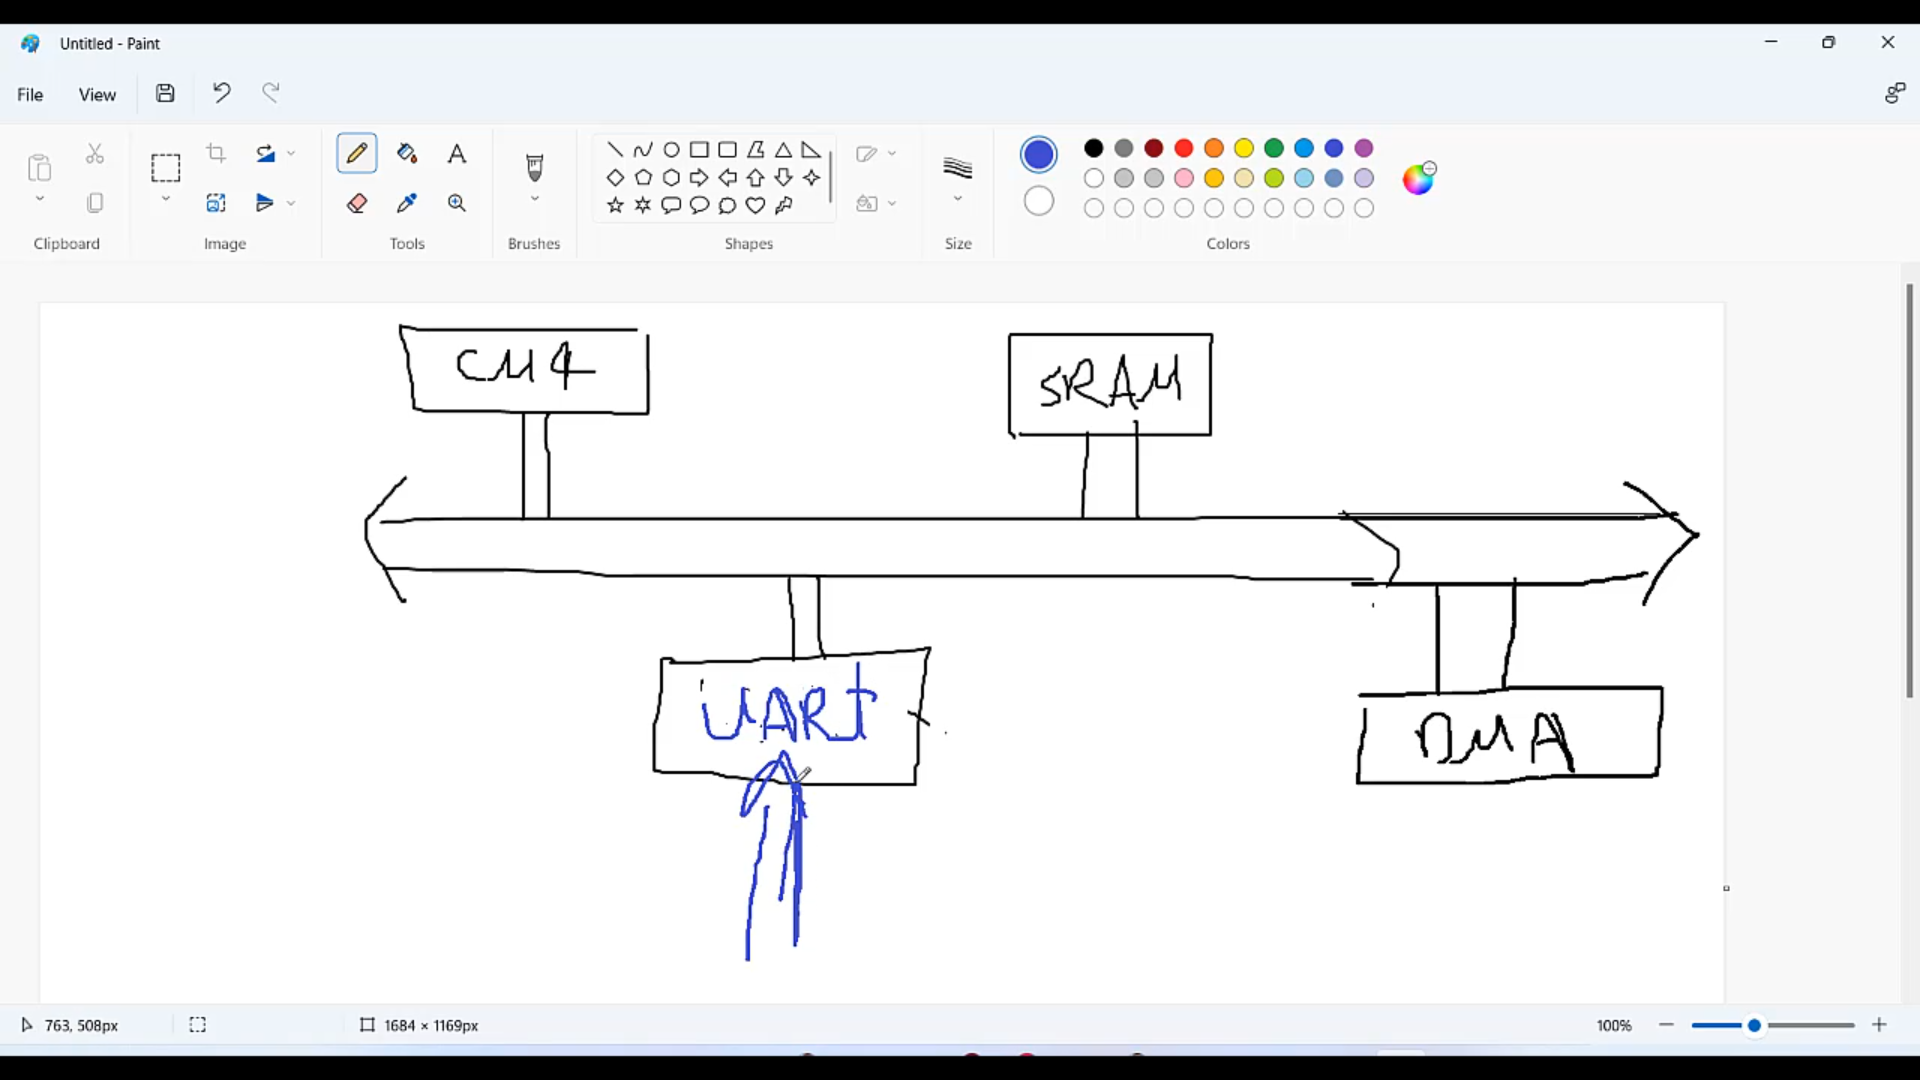 Untitled - Paint
File View
Clipboard Image Tools Brushes Shapes Size Colors
CM4
SRAM
UARt
DMA
763, 508px 1684 × 1169px 100%